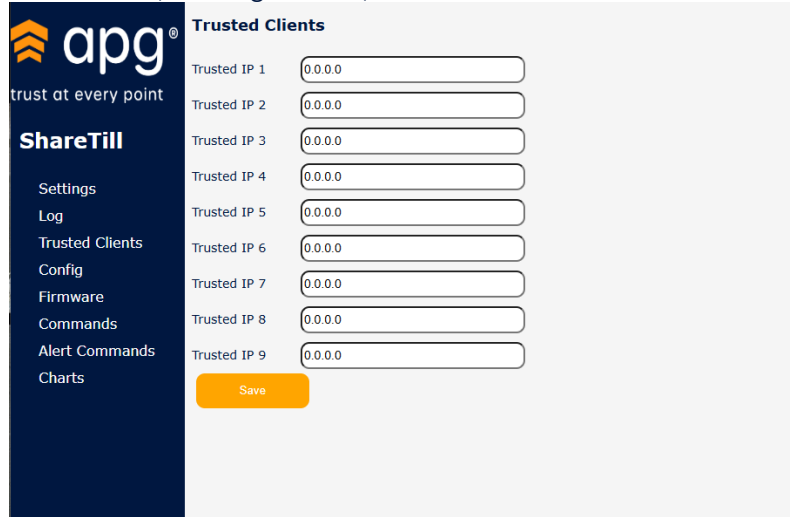 apg®
trust at every point
ShareTill
Settings
Log
Trusted Clients
Config
Firmware
Commands
Alert Commands
Charts
Trusted Clients
Trusted IP 1 0.0.0.0
Trusted IP 2 0.0.0.0
Trusted IP 3 0.0.0.0
Trusted IP 4 0.0.0.0
Trusted IP 5 0.0.0.0
Trusted IP 6 0.0.0.0
Trusted IP 7 0.0.0.0
Trusted IP 8 0.0.0.0
Trusted IP 9 0.0.0.0
Save